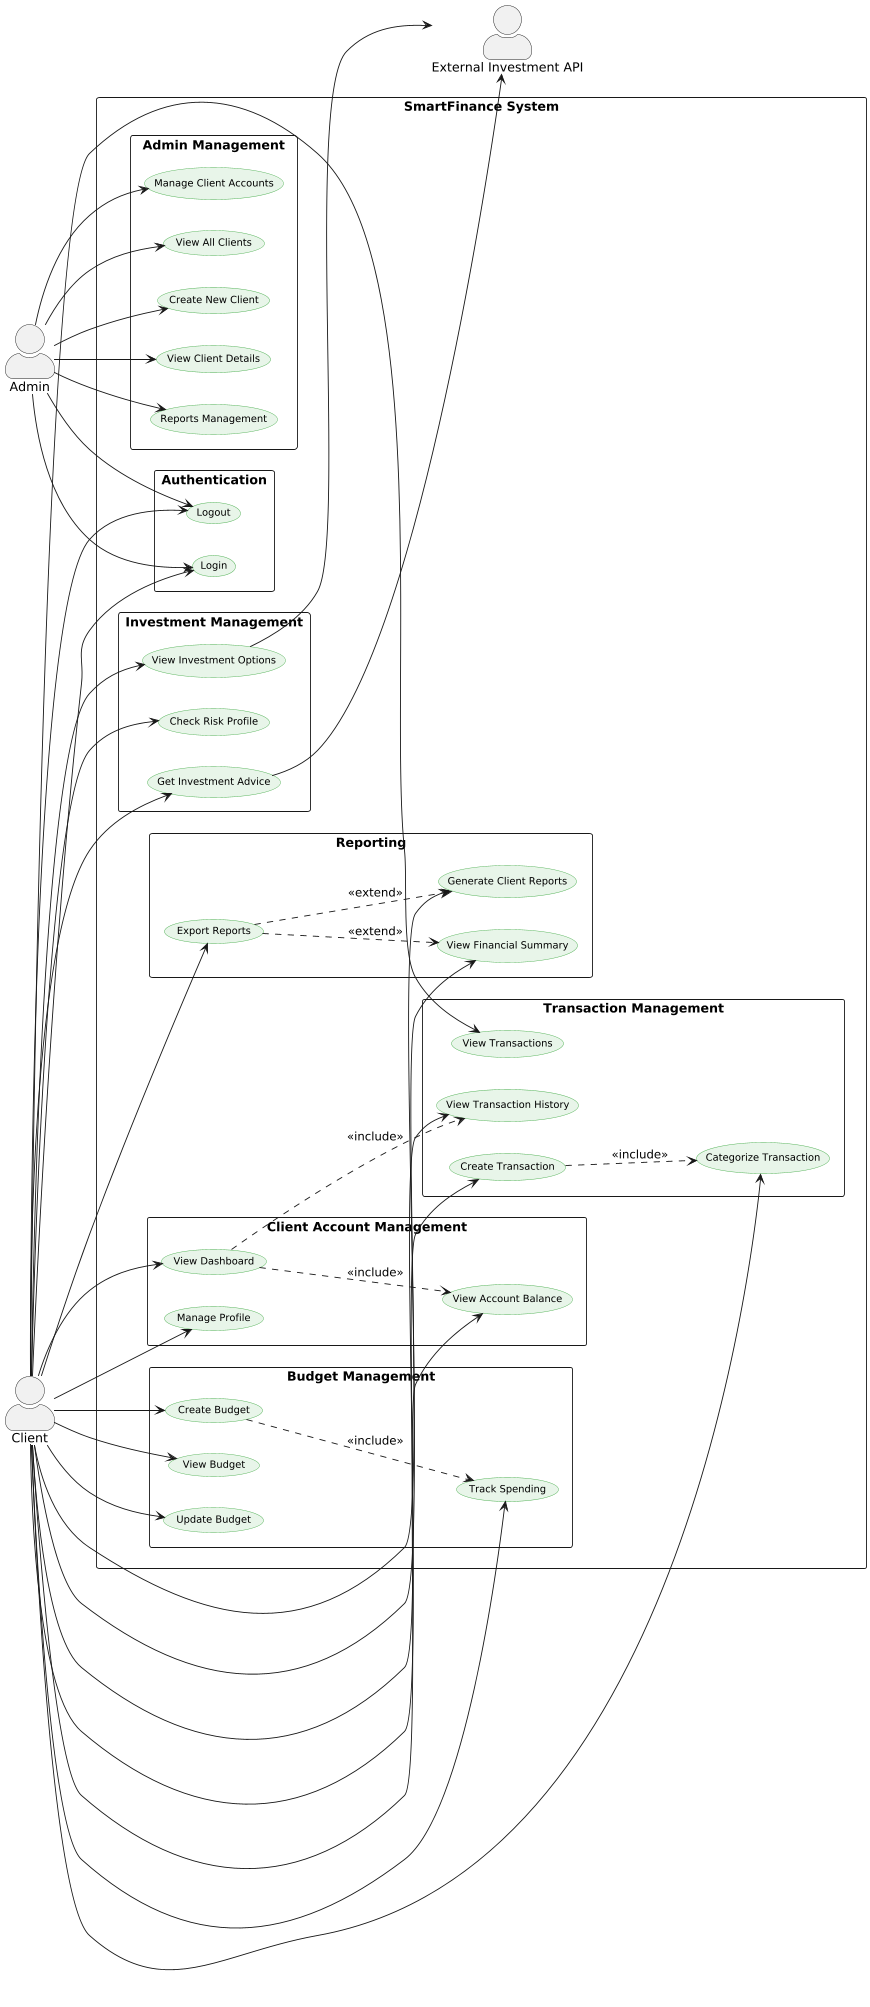 External Investment API
SmartFinance System
Admin Management
Manage Client Accounts
View All Clients
Create New Client
View Client Details
Reports Management
Admin
Authentication
Logout
Login
Investment Management
View Investment Options
Check Risk Profile
Get Investment Advice
Reporting
Generate Client Reports
«extend»
Export Reports
«extend»
View Financial Summary
Transaction Management
View Transactions
View Transaction History
«include»
Create Transaction
«include»
Categorize Transaction
Client Account Management
View Dashboard
«include»
View Account Balance
Manage Profile
Client
Budget Management
Create Budget
«include»
View Budget
Track Spending
Update Budget